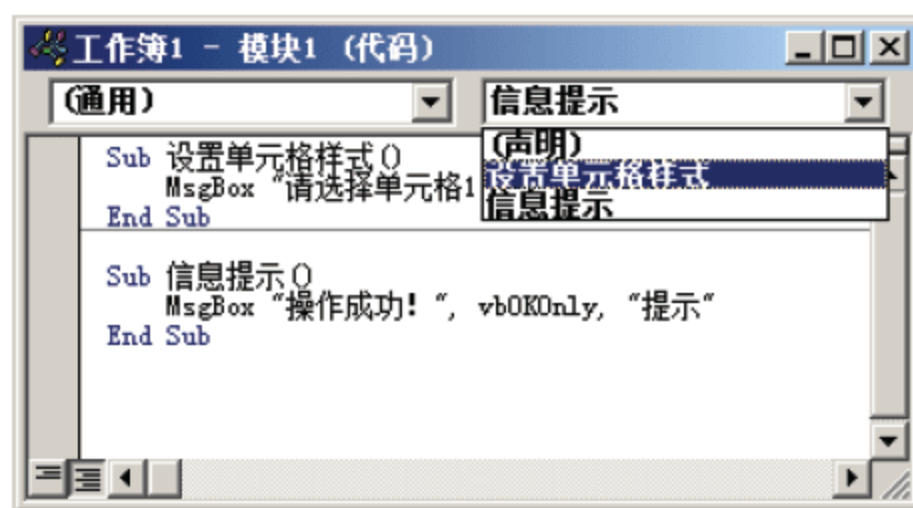 工作簿1 - 模块1 (代码)
(通用)
信息提示
(声明)
设置单元格样式
信息提示
Sub 设置单元格样式()
MsgBox "请选择单元格1
End Sub
Sub 信息提示()
MsgBox "操作成功! ", vbOKOnly, "提示"
End Sub